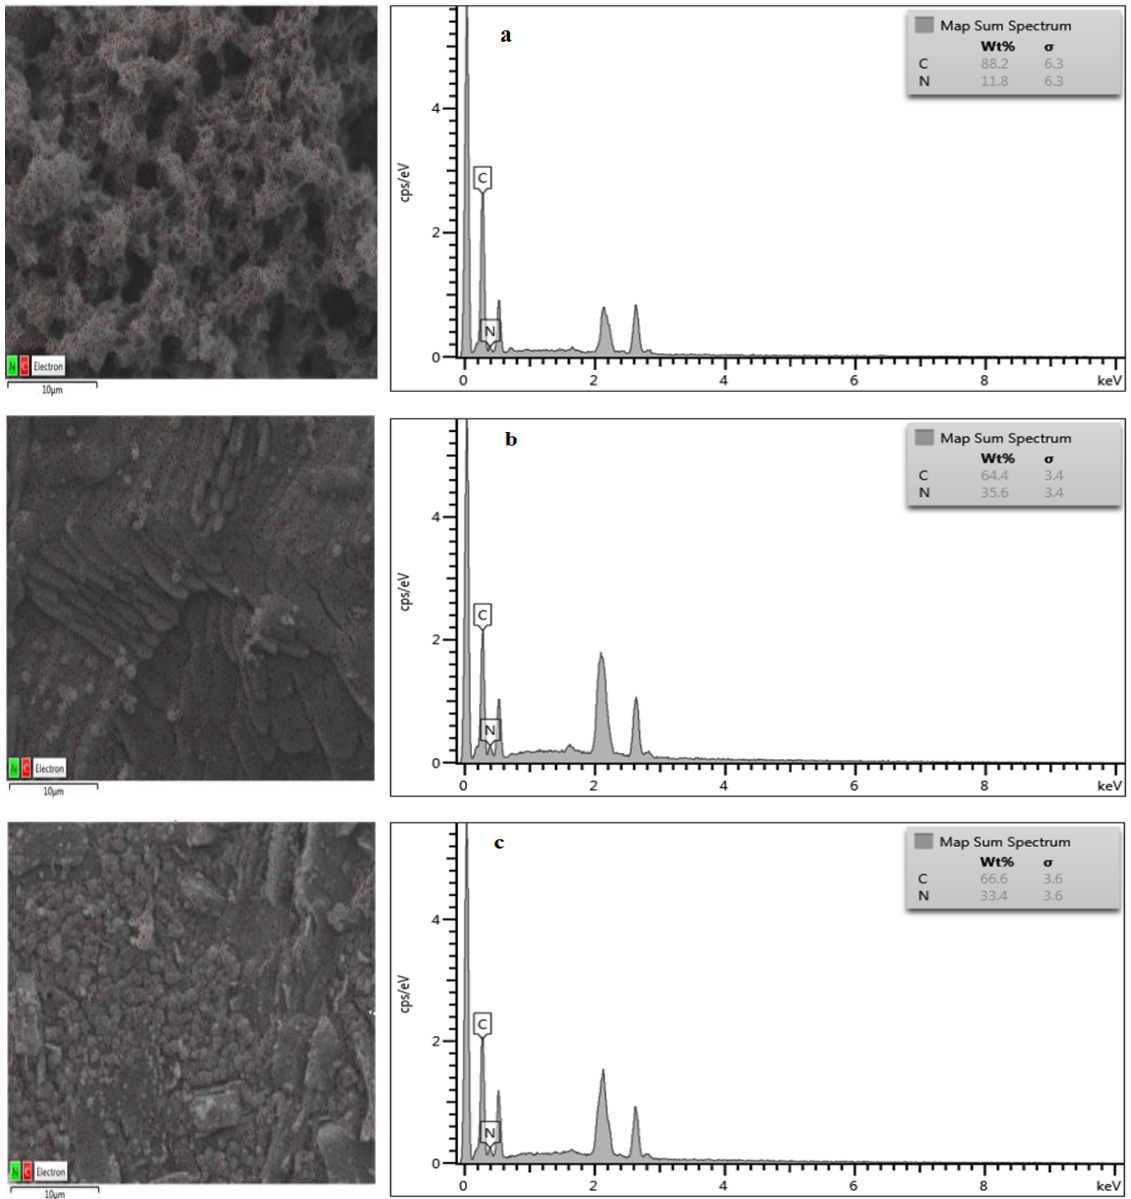 a
Map Sum Spectrum
Wt% σ
C 88.2 6.3
N 11.8 6.3
4
2
0
cps/eV
C
N
0 2 4 6 8 keV
N C Electron
10µm
b
Map Sum Spectrum
Wt% σ
C 64.4 3.4
N 35.6 3.4
4
2
0
cps/eV
C
N
0 2 4 6 8 keV
N C Electron
10µm
c
Map Sum Spectrum
Wt% σ
C 66.6 3.6
N 33.4 3.6
4
2
0
cps/eV
C
N
0 2 4 6 8 keV
N C Electron
10µm